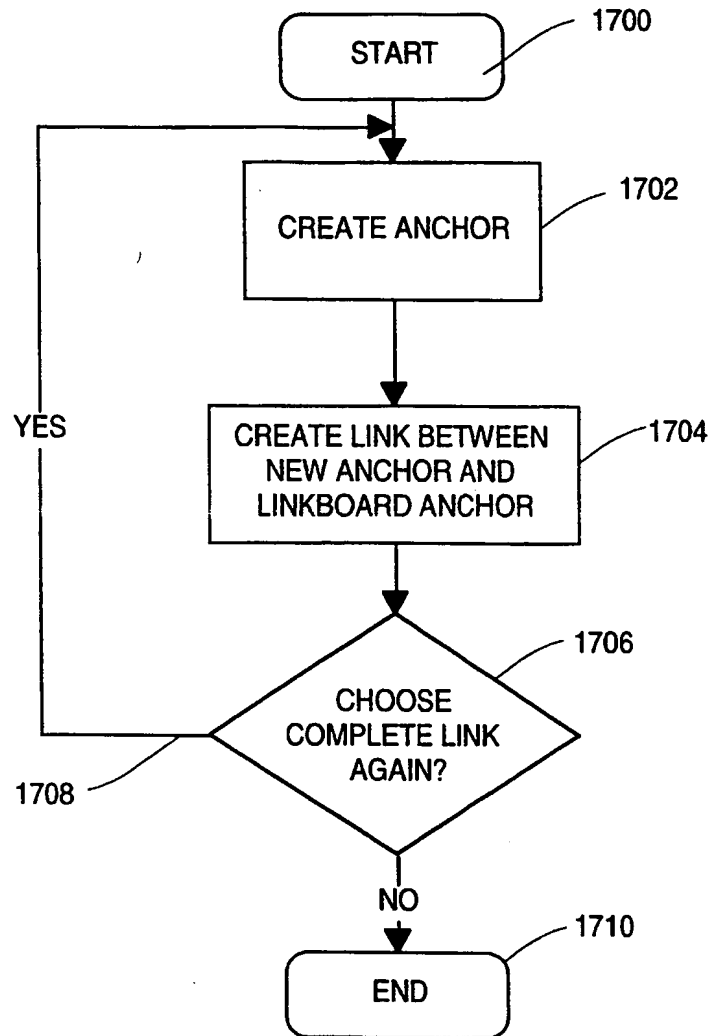 START
1700
CREATE ANCHOR
1702
YES
CREATE LINK BETWEEN
NEW ANCHOR AND
LINKBOARD ANCHOR
1704
CHOOSE
COMPLETE LINK
AGAIN?
1706
1708
NO
END
1710